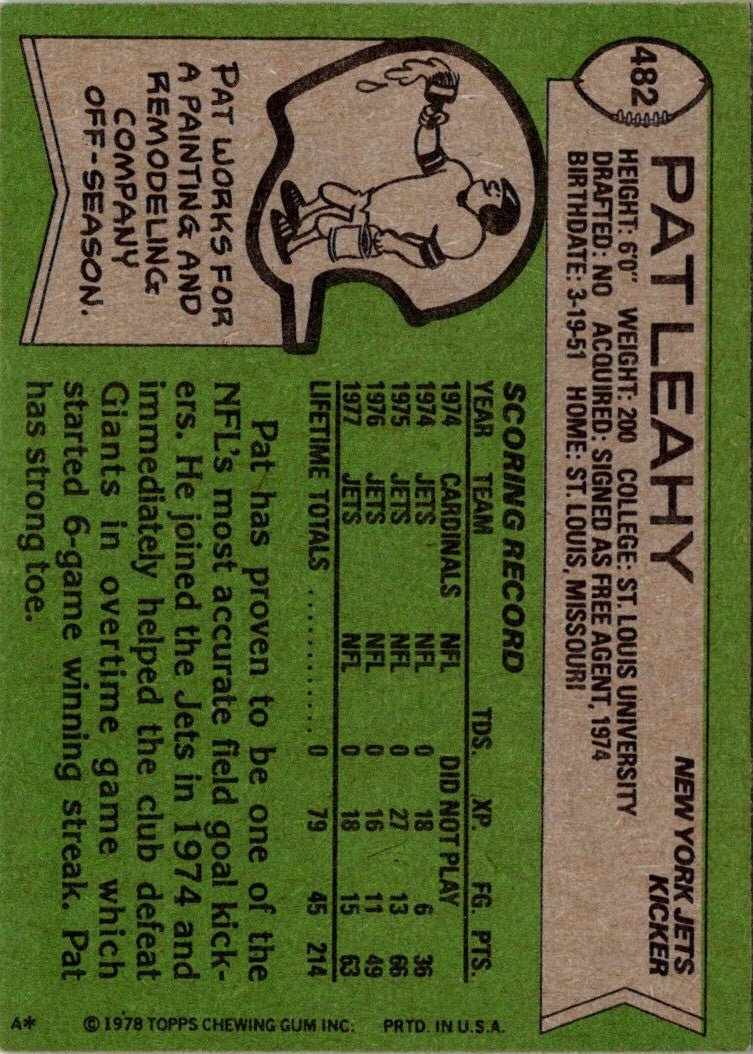 482
PAT LEAHY
NEW YORK JETS
KICKER
HEIGHT: 6'0" WEIGHT: 200 COLLEGE: ST. LOUIS UNIVERSITY
DRAFTED: NO ACQUIRED: SIGNED AS FREE AGENT, 1974
BIRTHDATE: 3-19-51 HOME: ST. LOUIS, MISSOURI
PAT WORKS FOR
A PAINTING AND
REMODELING
COMPANY
OFF-SEASON.
SCORING RECORD
YEAR TEAM TDS. XP. FG. PTS.
1974 CARDINALS NFL DID NOT PLAY
1974 JETS NFL 0 18 6 36
1975 JETS NFL 0 27 13 66
1976 JETS NFL 0 16 11 49
1977 JETS NFL 0 18 15 63
LIFETIME TOTALS .............. 0 79 45 214
Pat has proven to be one of the
NFL's most accurate field goal kick-
ers. He joined the Jets in 1974 and
immediately helped the club defeat
Giants in overtime game which
started 6-game winning streak. Pat
has strong toe.
A* © 1978 TOPPS CHEWING GUM INC. PRTD. IN U.S.A.